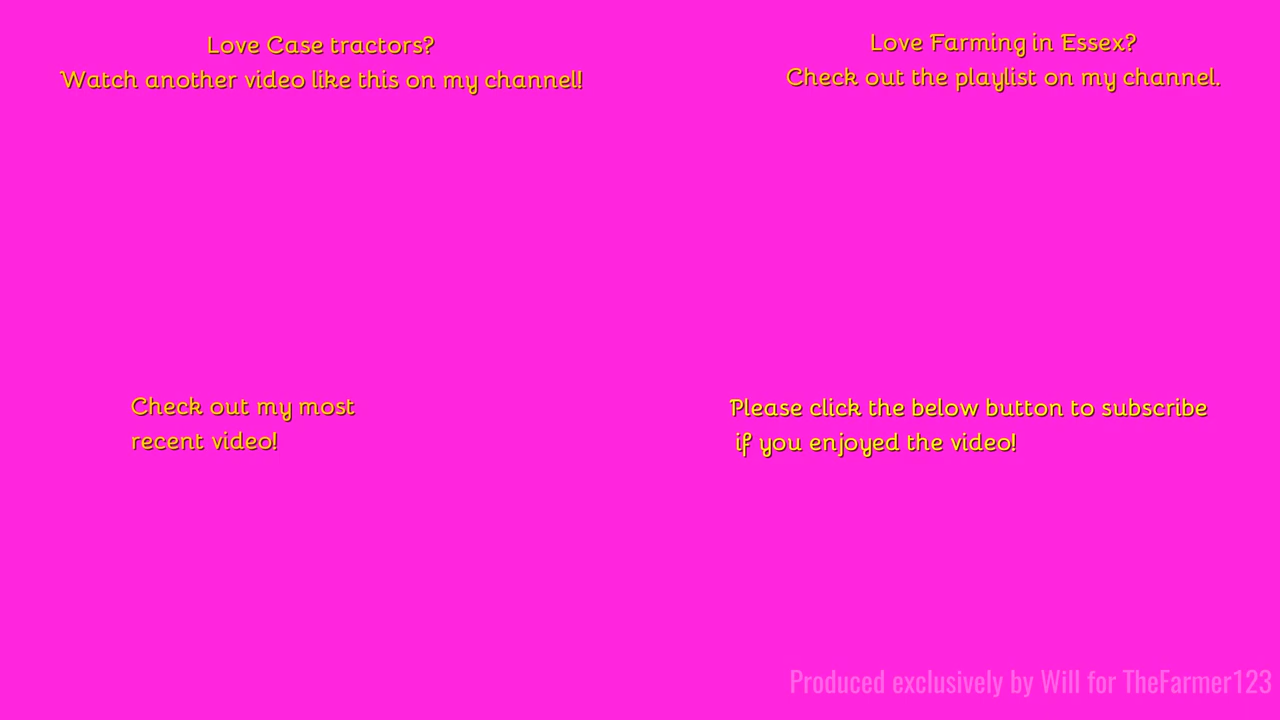 Love Case tractors?
Watch another video like this on my channel!
Love Farming in Essex?
Check out the playlist on my channel.
Check out my most
recent video!
Please click the below button to subscribe
if you enjoyed the video!
Produced exclusively by Will for TheFarmer123